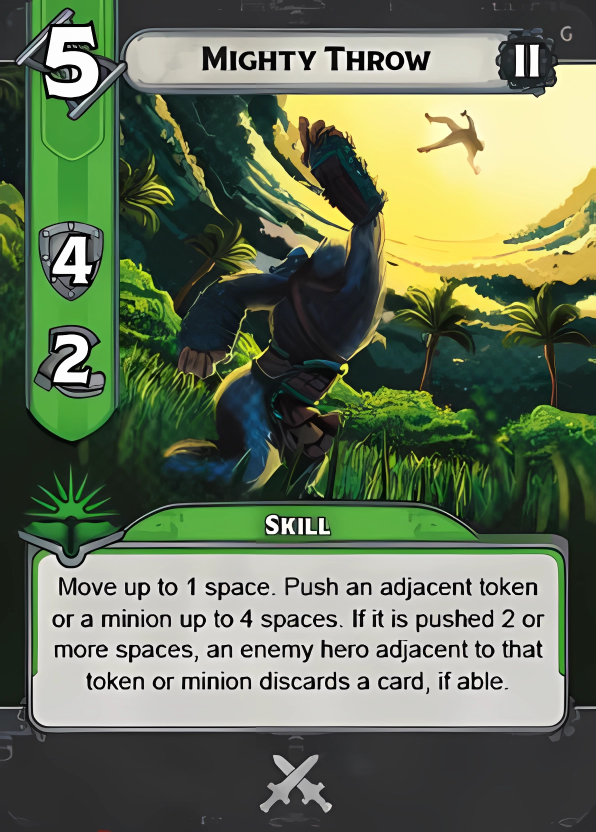 5
MIGHTY THROW
II
G
4
2
SKILL
Move up to 1 space. Push an adjacent token
or a minion up to 4 spaces. If it is pushed 2 or
more spaces, an enemy hero adjacent to that
token or minion discards a card, if able.